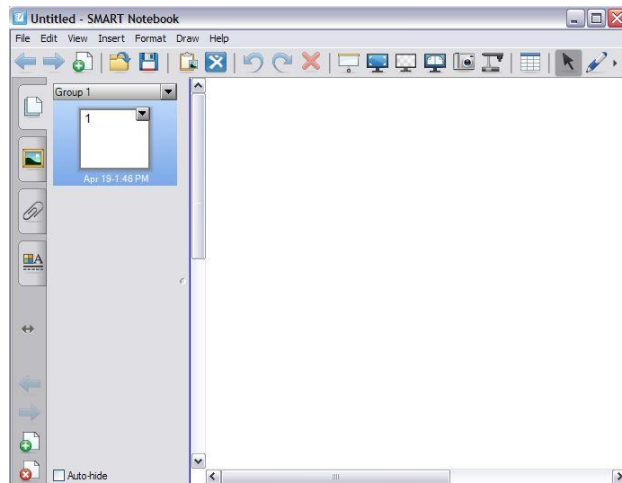 Untitled - SMART Notebook
File Edit View Insert Format Draw Help
Group 1
1
Apr 19-1:46 PM
A
Auto-hide